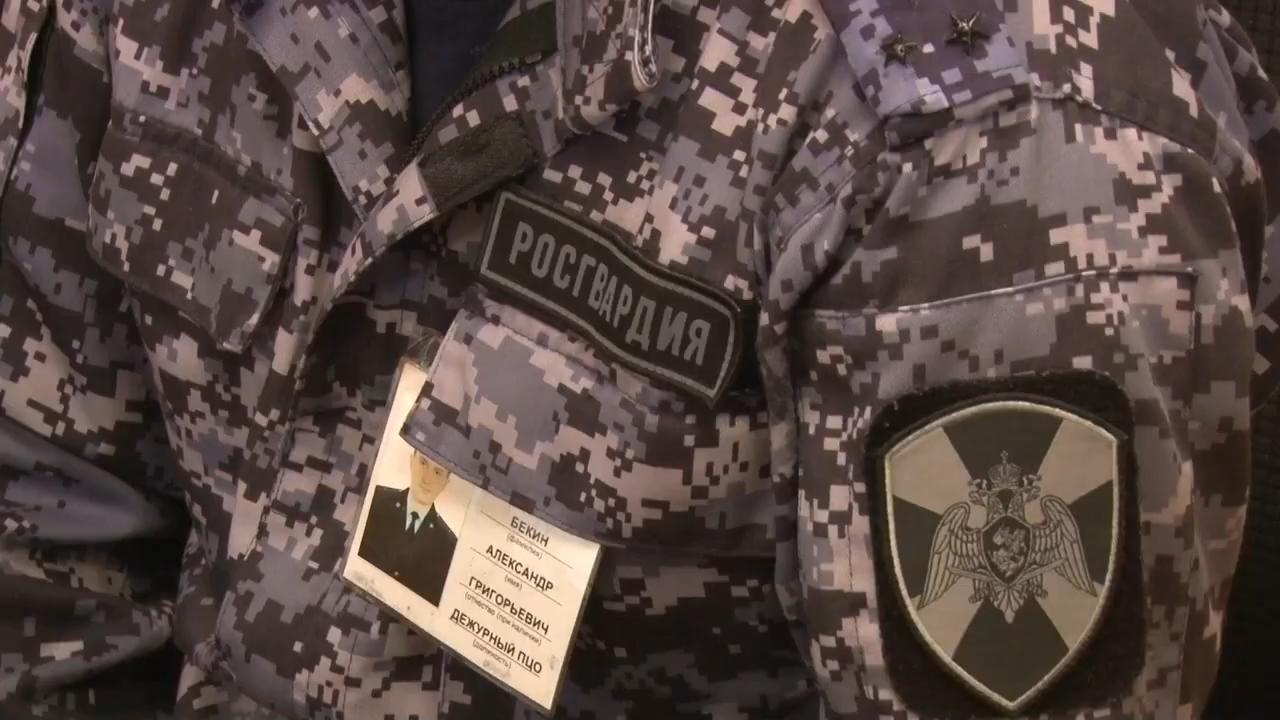 РОСГВАРДИЯ
БЕКИН
(фамилия)
АЛЕКСАНДР
(имя)
ГРИГОРЬЕВИЧ
(отчество (при наличии)
ДЕЖУРНЫЙ ПЦО
(должность)